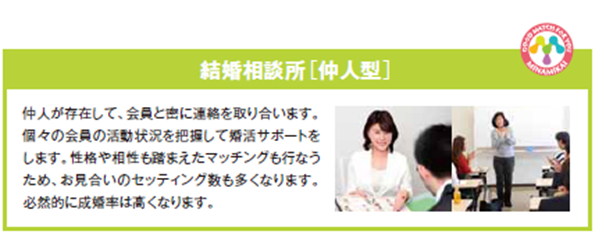 GOOD MATCH FOR YOU
MINAMIKAI
結婚相談所［仲人型］
仲人が存在して、会員と密に連絡を取り合います。
個々の会員の活動状況を把握して婚活サポートを
します。性格や相性も踏まえたマッチングも行なう
ため、お見合いのセッティング数も多くなります。
必然的に成婚率は高くなります。